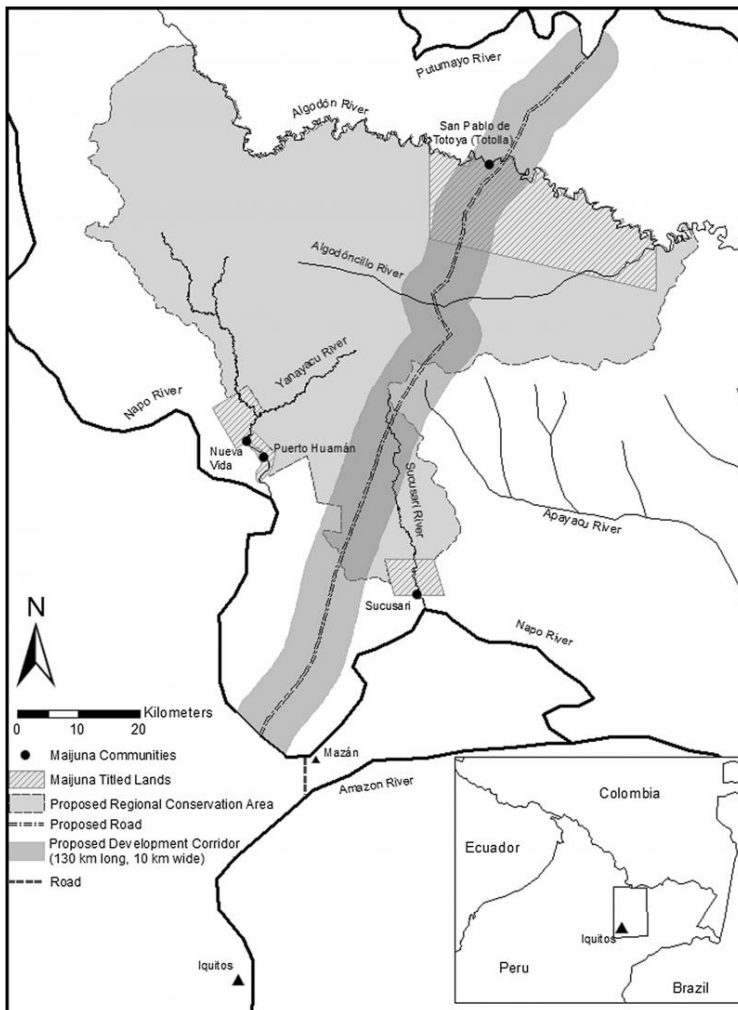 Putumayo River
Algodón River
San Pablo de
Totoya (Totolla)
Algodóncillo River
Yanayacu River
Napo River
Nueva
Vida
Puerto Huamán
Sucusari River
Apayacu River
Sucusari
Napo River
N
Kilometers
0 10 20
Mazán
Amazon River
Maijuna Communities
Maijuna Titled Lands
Proposed Regional Conservation Area
Proposed Road
Proposed Development Corridor
(130 km long, 10 km wide)
Road
Iquitos
Colombia
Ecuador
Iquitos
Peru
Brazil